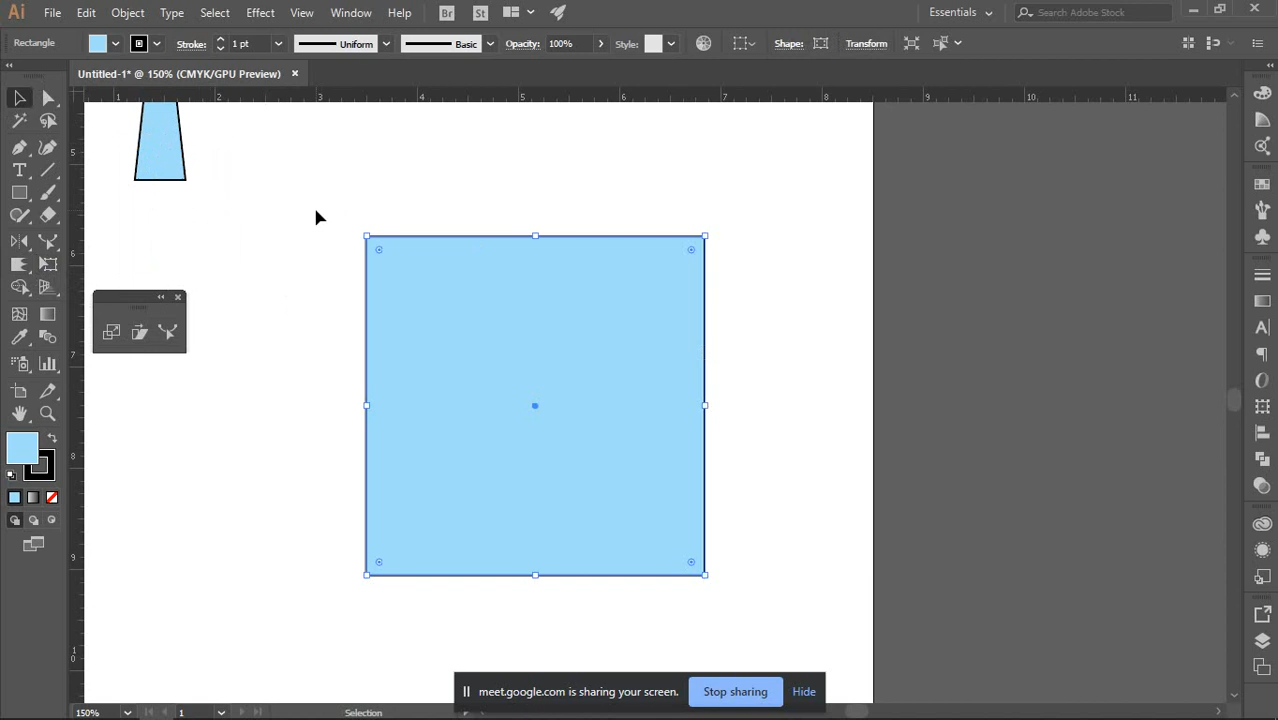 Ai File Edit Object Type Select Effect View Window Help Br St Essentials Search Adobe Stock
Rectangle Stroke: 1 pt Uniform Basic Opacity: 100% Style: Shape: Transform
Untitled-1* @ 150% (CMYK/GPU Preview)
1 2 3 4 5 6 7 8 9 10 11
5
6
7
8
9
1
0
meet.google.com is sharing your screen. Stop sharing Hide
150% 1 Selection